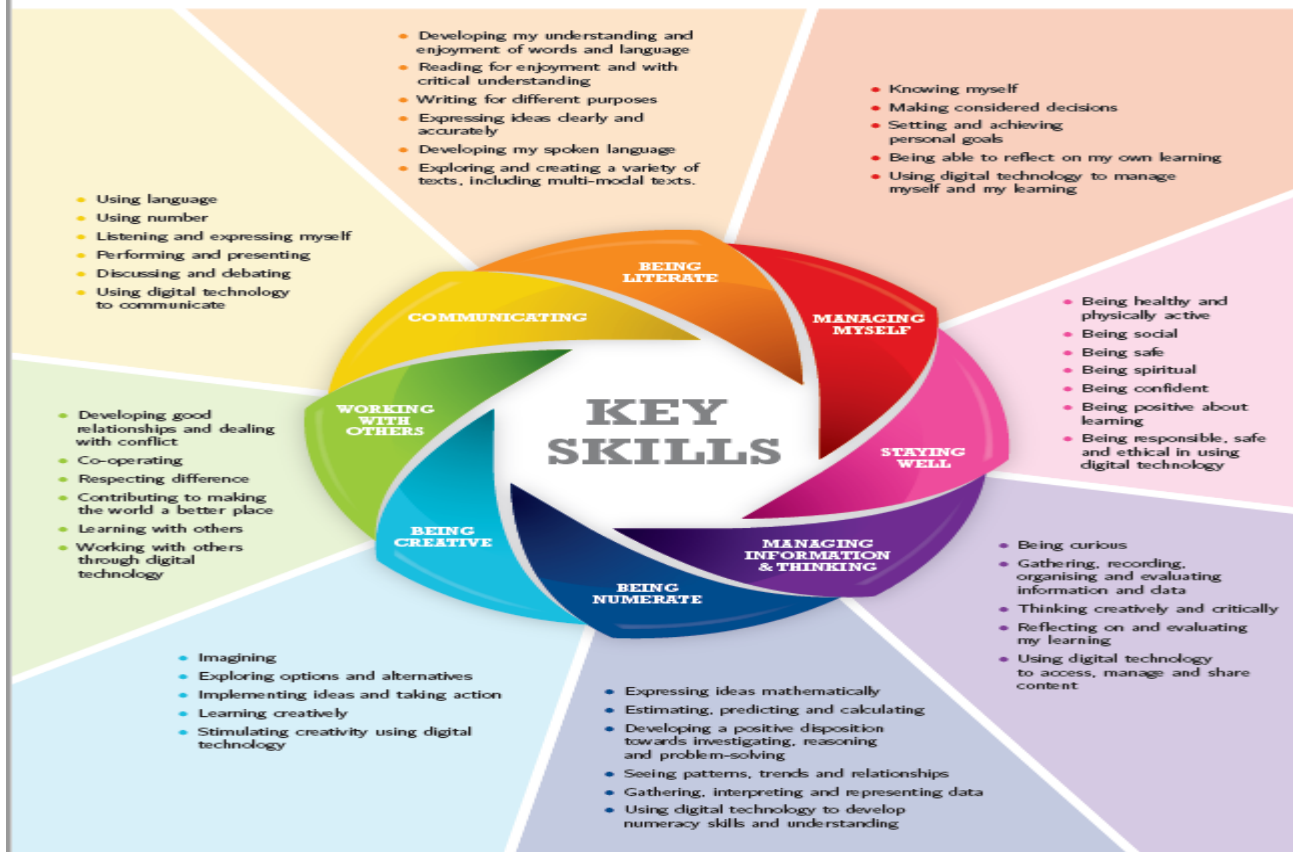 Developing my understanding and
enjoyment of words and language
Reading for enjoyment and with
critical understanding
Writing for different purposes
Expressing ideas clearly and
accurately
Developing my spoken language
Exploring and creating a variety of
texts, including multi-modal texts.
Knowing myself
Making considered decisions
Setting and achieving
personal goals
Being able to reflect on my own learning
Using digital technology to manage
myself and my learning
Using language
Using number
Listening and expressing myself
Performing and presenting
Discussing and debating
Using digital technology
to communicate
Being healthy and
physically active
Being social
Being safe
Being spiritual
Being confident
Being positive about
learning
Being responsible, safe
and ethical in using
digital technology
BEING
LITERATE
MANAGING
MYSELF
COMMUNICATING
WORKING
WITH
OTHERS
KEY
SKILLS
STAYING
WELL
BEING
CREATIVE
BEING
NUMERATE
MANAGING
INFORMATION
& THINKING
Developing good
relationships and dealing
with conflict
Co-operating
Respecting difference
Contributing to making
the world a better place
Learning with others
Working with others
through digital
technology
Being curious
Gathering, recording,
organising and evaluating
information and data
Thinking creatively and critically
Reflecting on and evaluating
my learning
Using digital technology
to access, manage and share
content
Imagining
Exploring options and alternatives
Implementing ideas and taking action
Learning creatively
Stimulating creativity using digital
technology
Expressing ideas mathematically
Estimating, predicting and calculating
Developing a positive disposition
towards investigating, reasoning
and problem-solving
Seeing patterns, trends and relationships
Gathering, interpreting and representing data
Using digital technology to develop
numeracy skills and understanding